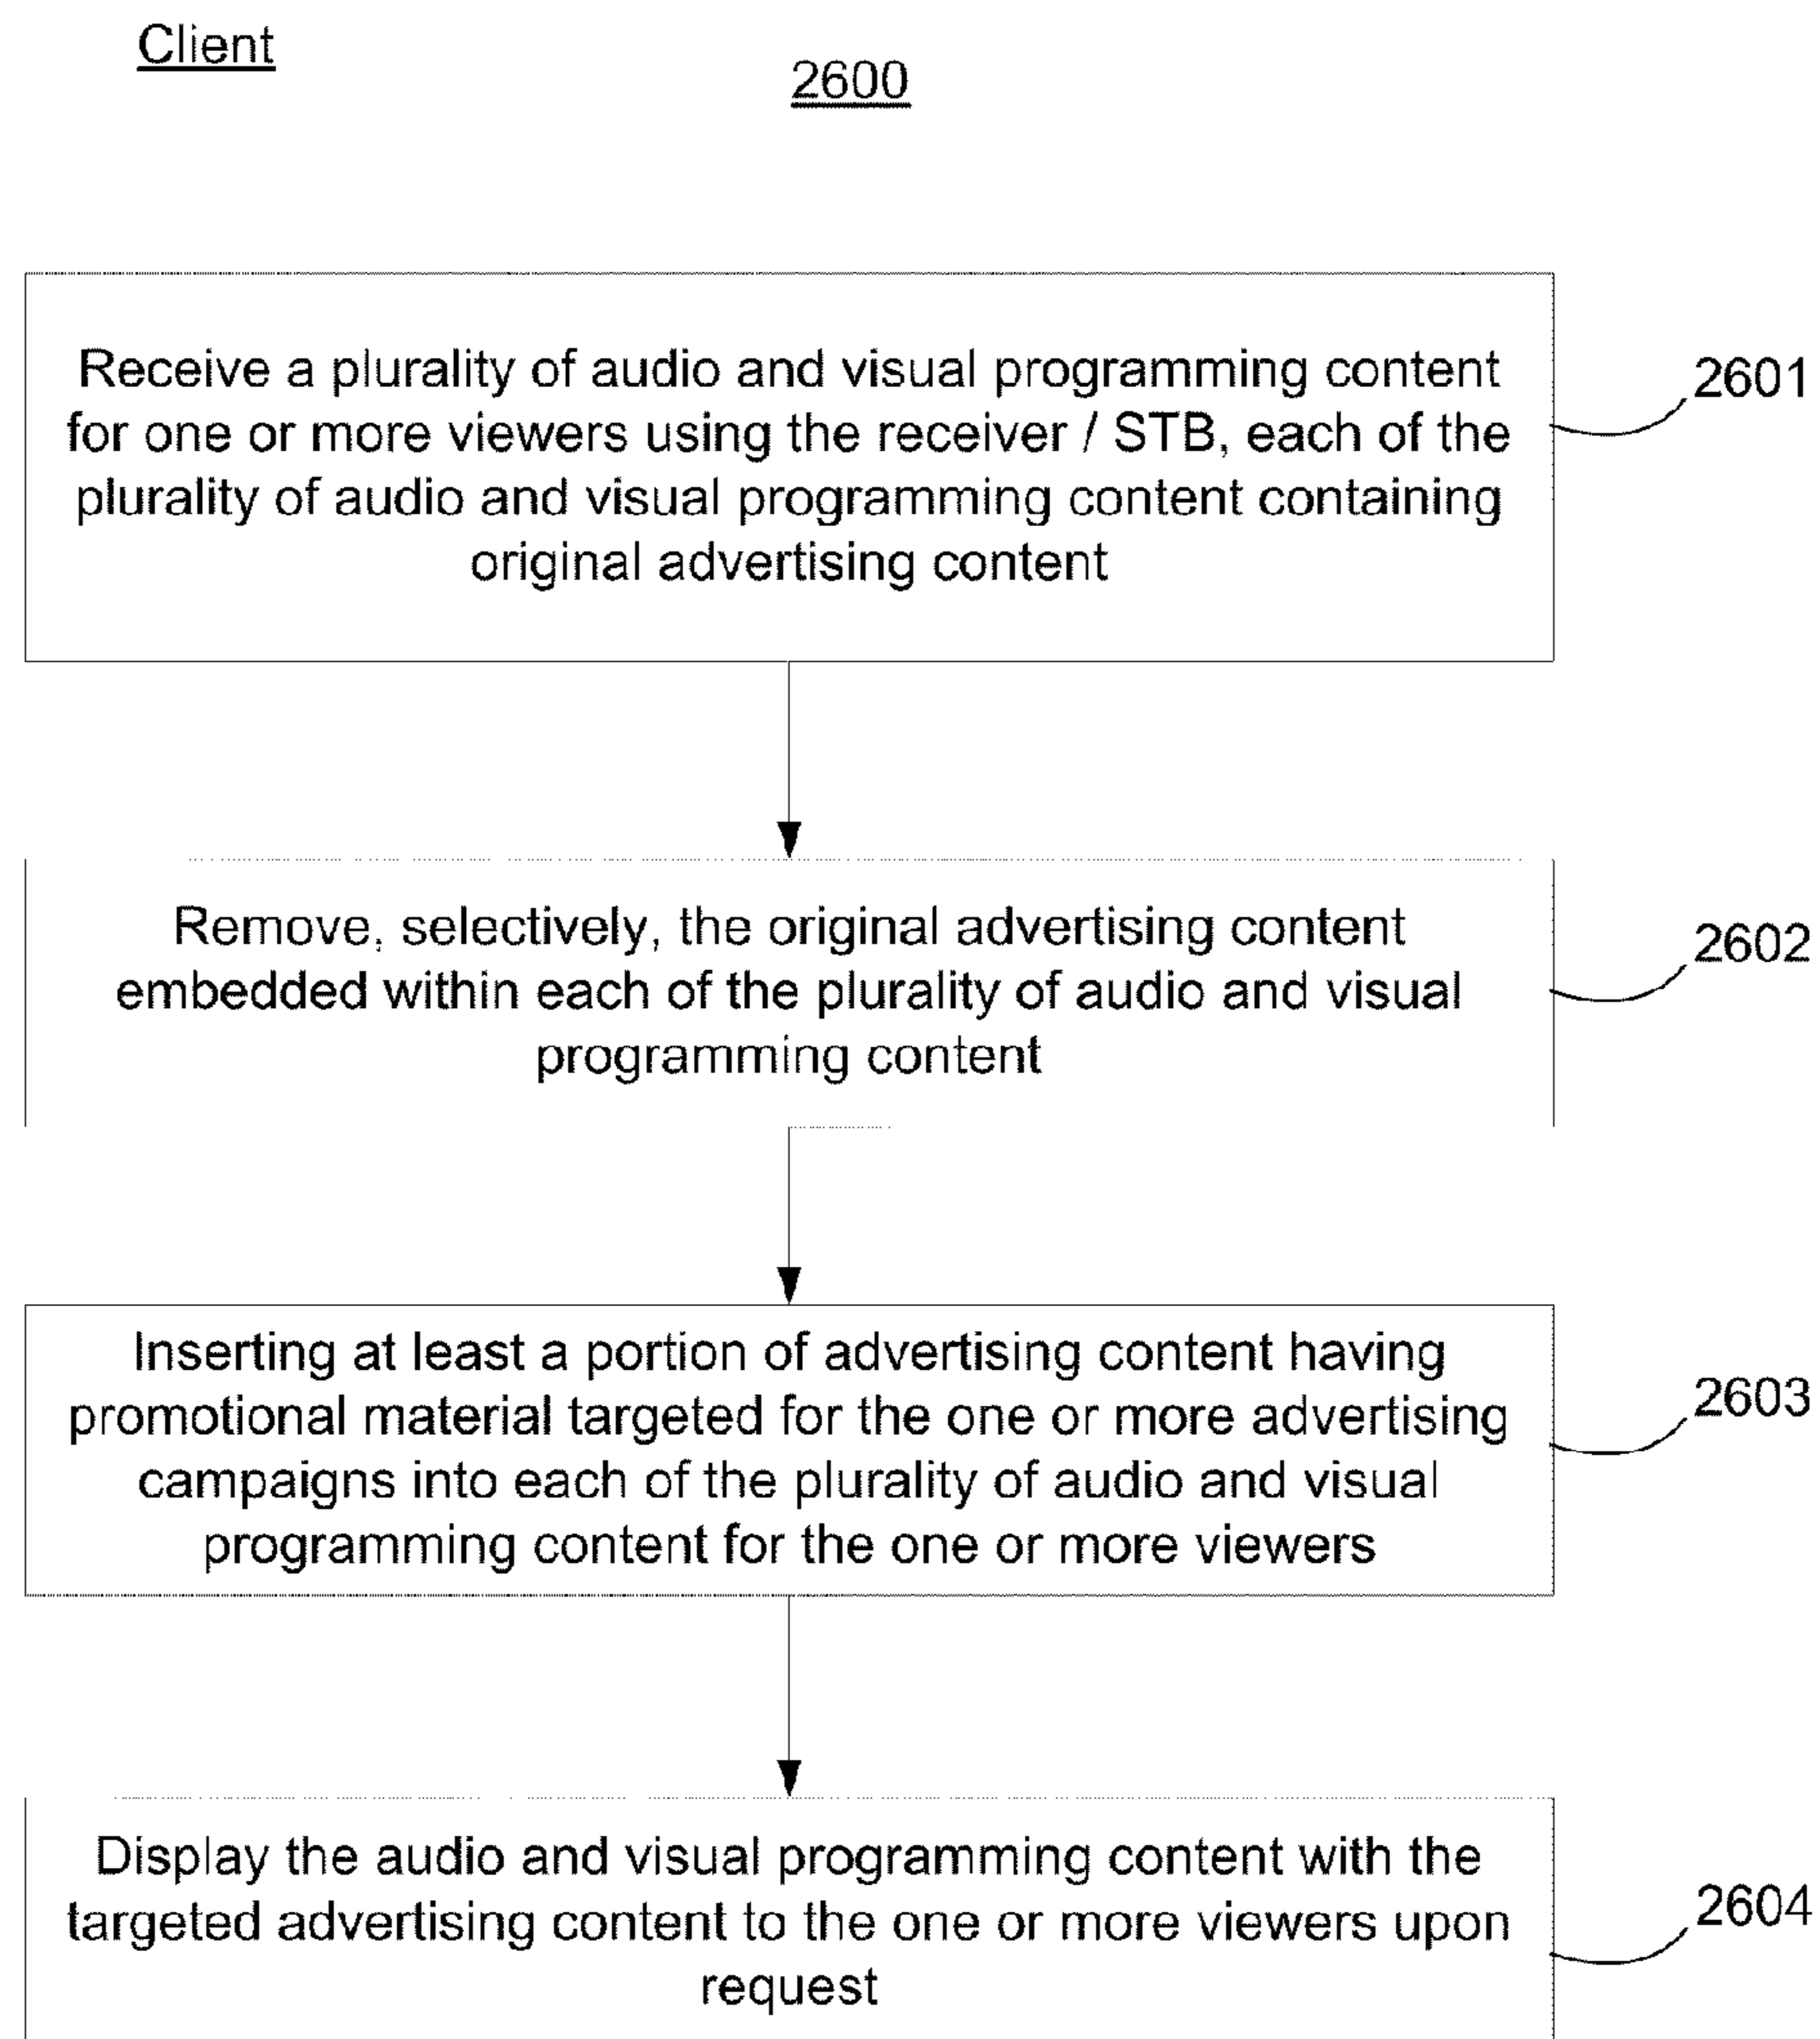 Client
2600
Receive a plurality of audio and visual programming content
for one or more viewers using the receiver / STB, each of the
plurality of audio and visual programming content containing
original advertising content
2601
Remove, selectively, the original advertising content
embedded within each of the plurality of audio and visual
programming content
2602
Inserting at least a portion of advertising content having
promotional material targeted for the one or more advertising
campaigns into each of the plurality of audio and visual
programming content for the one or more viewers
2603
Display the audio and visual programming content with the
targeted advertising content to the one or more viewers upon
request
2604